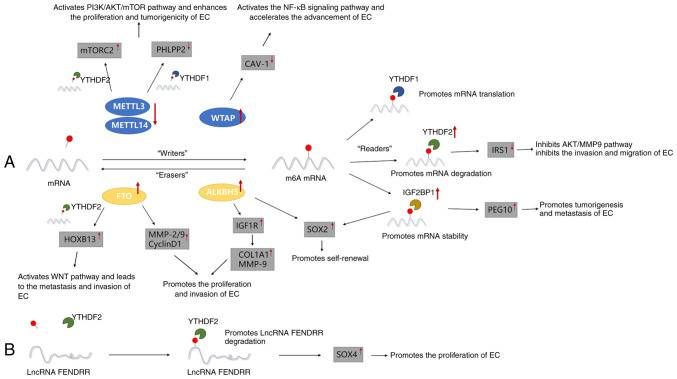 Activates PI3K/AKT/mTOR pathway and enhances
the proliferation and tumorigenicity of EC
Activates the NF-κB signaling pathway and
accelerates the advancement of EC
mTORC2
PHLPP2
CAV-1
YTHDF2
YTHDF1
METTL3
METTL14
WTAP
YTHDF1
Promotes mRNA translation
YTHDF2
"Readers"
IRS1
Inhibits AKT/MMP9 pathway
inhibits the invasion and migration of EC
Promotes mRNA degradation
A
"Writers"
mRNA
m6A mRNA
"Erasers"
FTO
ALKBH5
IGF2BP1
PEG10
Promotes tumorigenesis
and metastasis of EC
Promotes mRNA stability
YTHDF2
HOXB13
MMP-2/9
CyclinD1
IGF1R
SOX2
COL1A1
MMP-9
Promotes self-renewal
Activates WNT pathway and leads
to the metastasis and invasion of
EC
Promotes the proliferation
and invasion of EC
B
YTHDF2
LncRNA FENDRR
YTHDF2
Promotes LncRNA FENDRR
degradation
LncRNA FENDRR
SOX4
Promotes the proliferation of EC